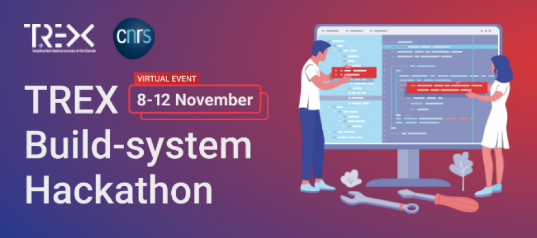 TREX
cnrs
VIRTUAL EVENT
TREX
8-12 November
Build-system
Hackathon